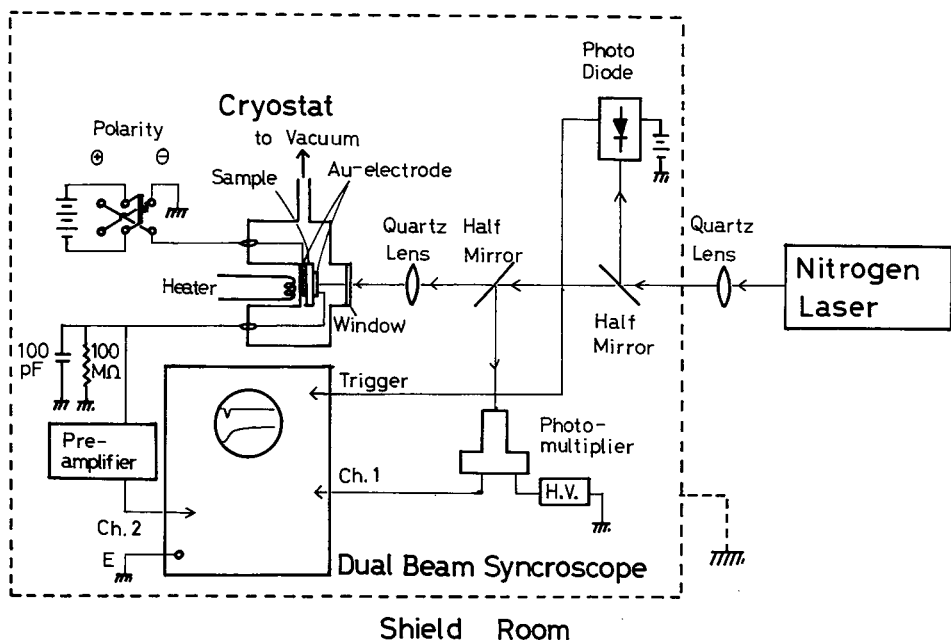 Photo
Diode
Cryostat
to Vacuum
Polarity
⊕ ⊖
Sample
Au-electrode
Quartz
Lens
Half
Mirror
Quartz
Lens
Nitrogen
Laser
Heater
Window
Half
Mirror
100
pF
100
MΩ
Trigger
Pre-
amplifier
Photo-
multiplier
Ch.1
H.V.
Ch.2
E
Dual Beam Syncroscope
Shield Room